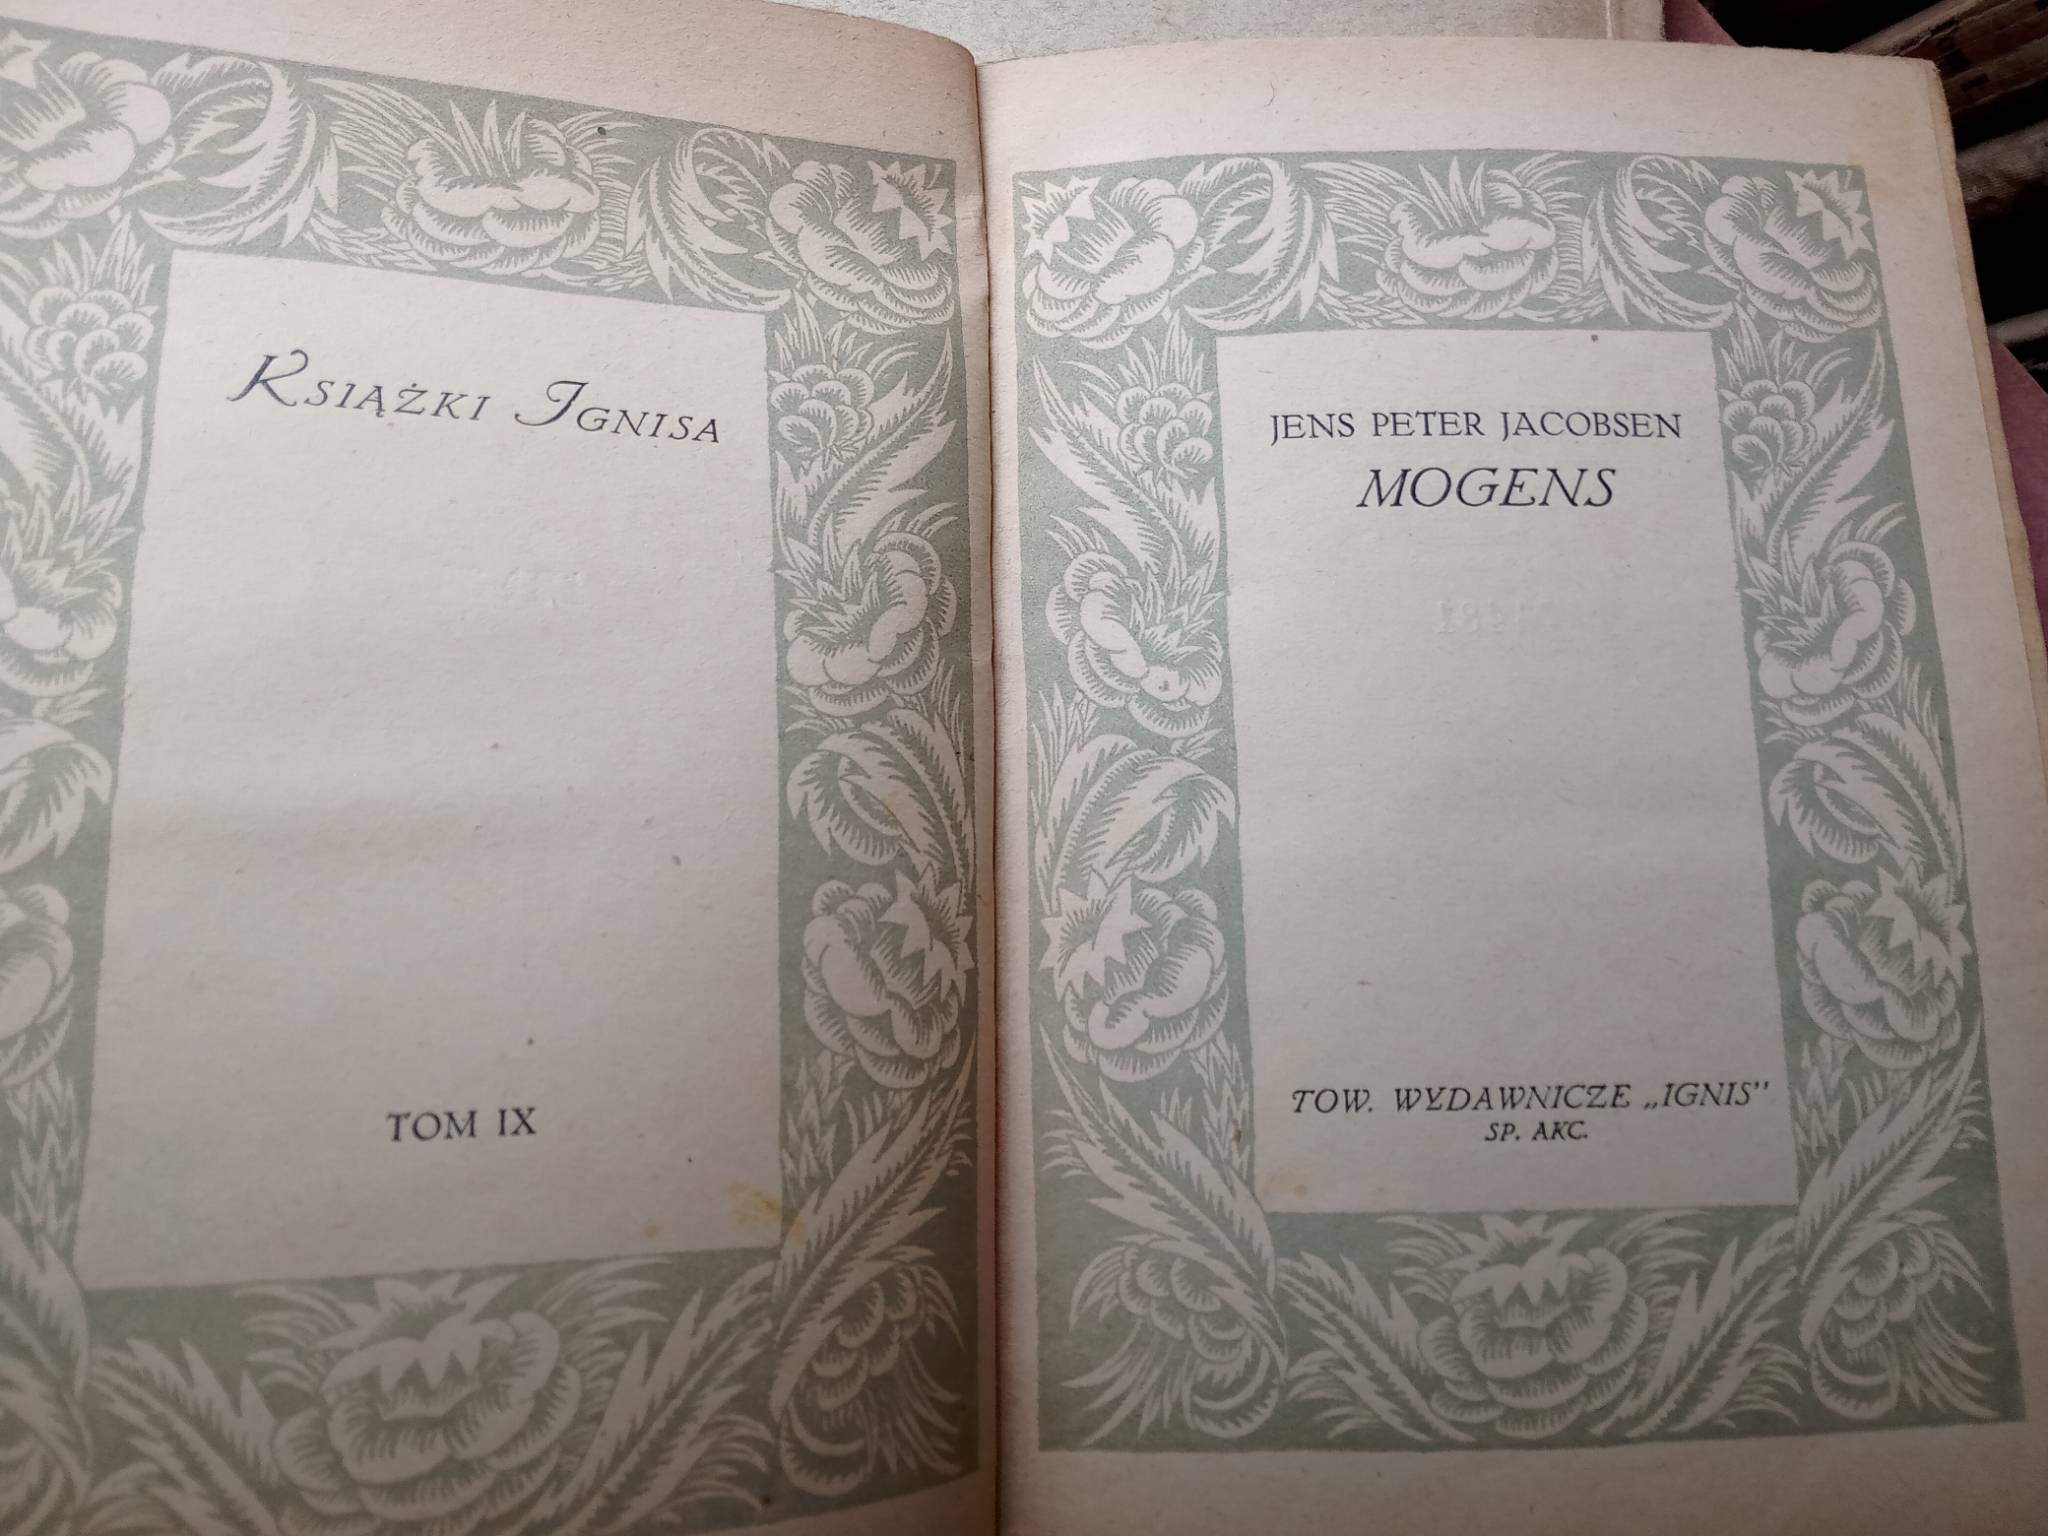 Książki Ignisa
TOM IX
JENS PETER JACOBSEN
MOGENS
TOW. WYDAWNICZE „IGNIS”
SP. AKC.